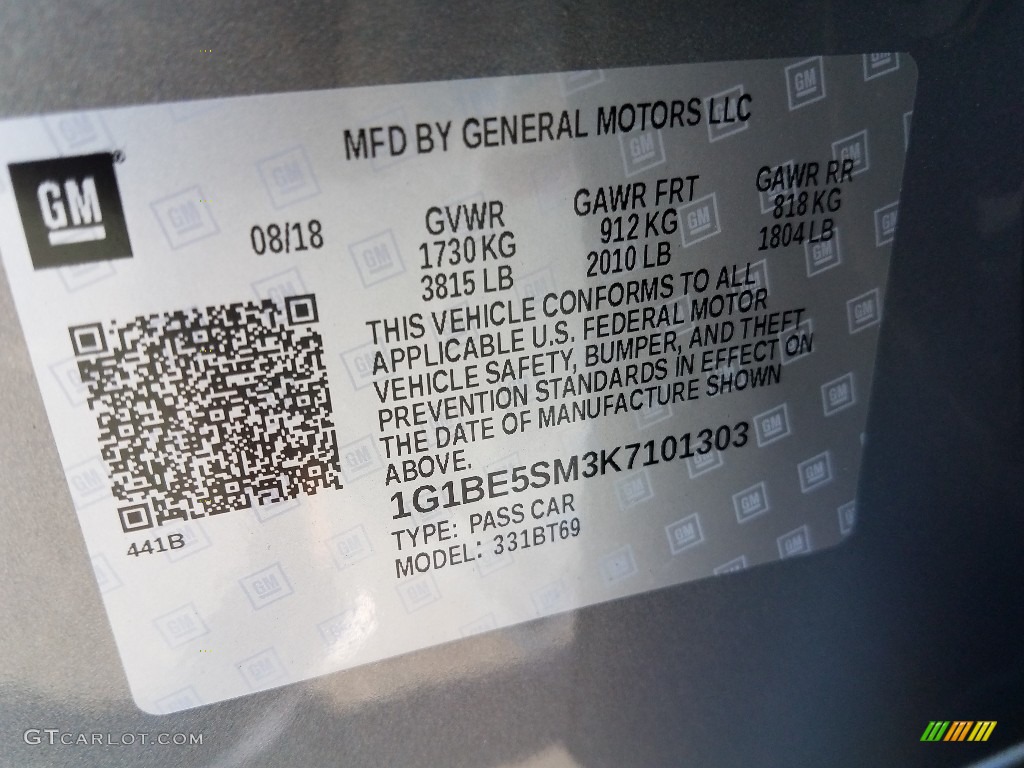 MFD BY GENERAL MOTORS LLC
GM
08/18
GVWR
1730 KG
3815 LB
GAWR FRT
912 KG
2010 LB
GAWR RR
818 KG
1804 LB
THIS VEHICLE CONFORMS TO ALL
APPLICABLE U.S. FEDERAL MOTOR
VEHICLE SAFETY, BUMPER, AND THEFT
PREVENTION STANDARDS IN EFFECT ON
THE DATE OF MANUFACTURE SHOWN
ABOVE.
1G1BE5SM3K7101303
TYPE: PASS CAR
MODEL: 331BT69
441B
GTCARLOT.COM